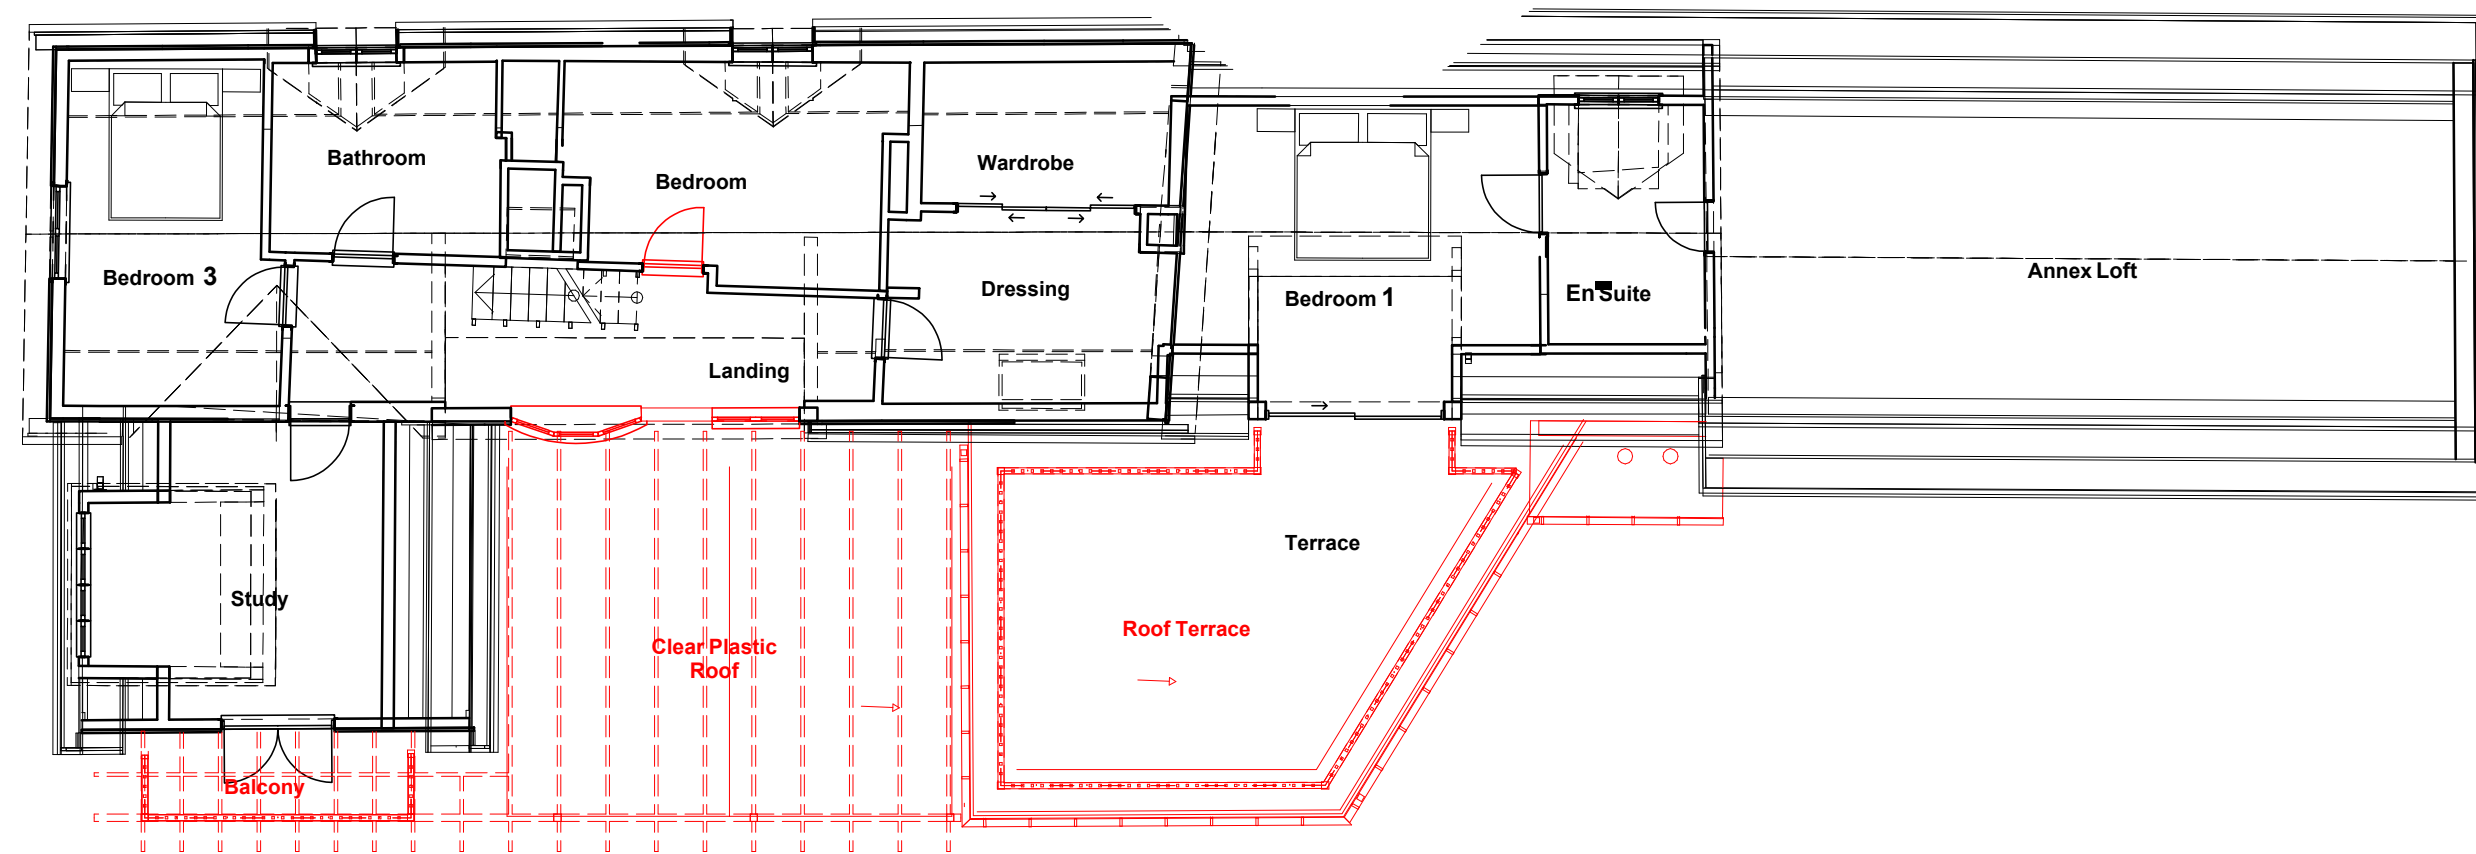 Bathroom
Bedroom
Wardrobe
Bedroom 3
Dressing
Bedroom 1
En Suite
Annex Loft
Landing
Terrace
Study
Roof Terrace
Clear Plastic
Roof
Balcony